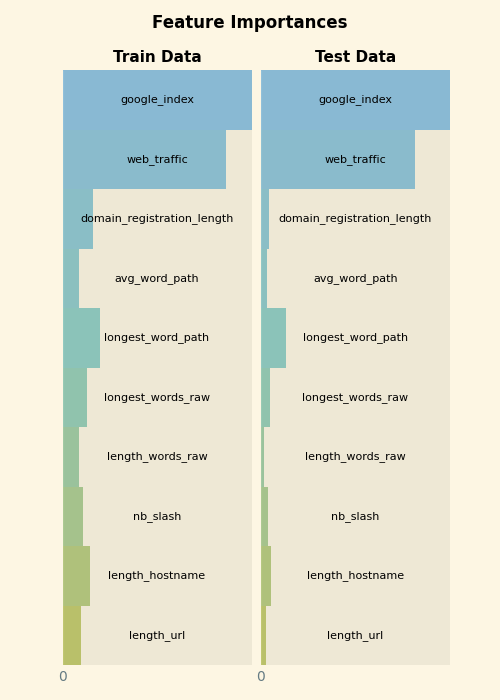 Feature Importances
Train Data
google_index
web_traffic
domain_registration_length
avg_word_path
longest_word_path
longest_words_raw
length_words_raw
nb_slash
length_hostname
length_url
0
Test Data
google_index
web_traffic
domain_registration_length
avg_word_path
longest_word_path
longest_words_raw
length_words_raw
nb_slash
length_hostname
length_url
0